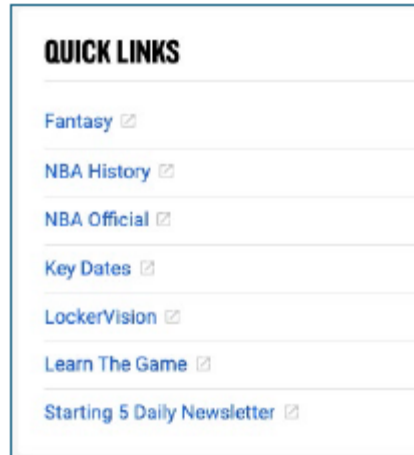 QUICK LINKS
Fantasy
NBA History
NBA Official
Key Dates
LockerVision
Learn The Game
Starting 5 Daily Newsletter